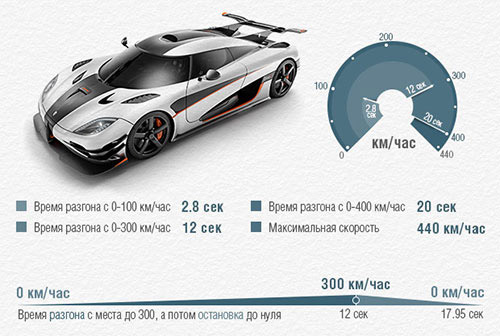 200
100
300
12 сек
2.8 сек
20 сек
400
0
км/час
440
Время разгона с 0-100 км/час 2.8 сек
Время разгона с 0-400 км/час 20 сек
Время разгона с 0-300 км/час 12 сек
Максимальная скорость 440 км/час
0 км/час
300 км/час
0 км/час
Время разгона с места до 300, а потом остановка до нуля
12 сек
17.95 сек